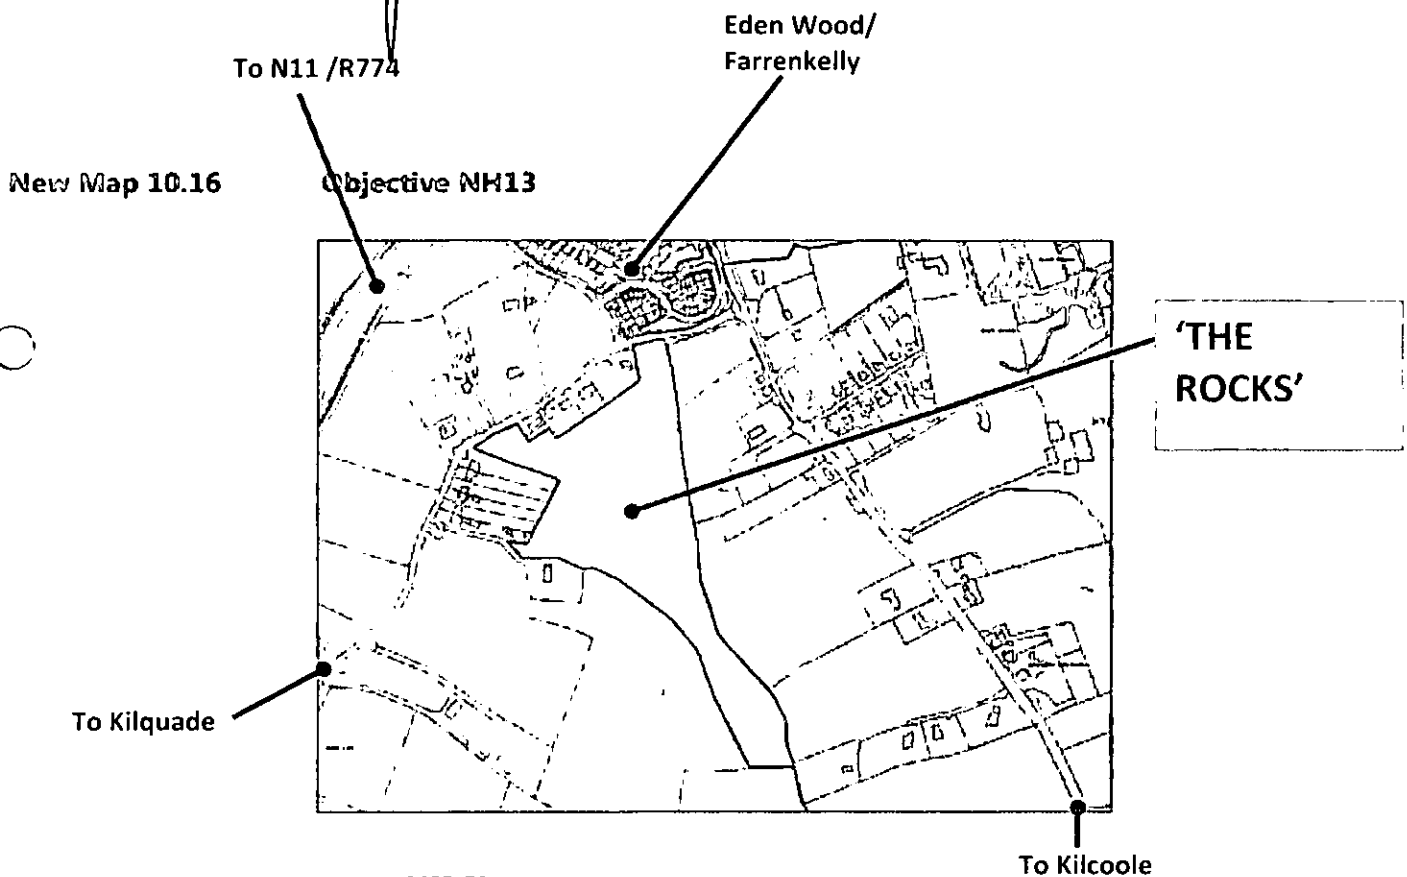 Eden Wood/
Farrenkelly
To N11 /R774
New Map 10.16 Objective NH13
'THE
ROCKS'
To Kilquade
To Kilcoole